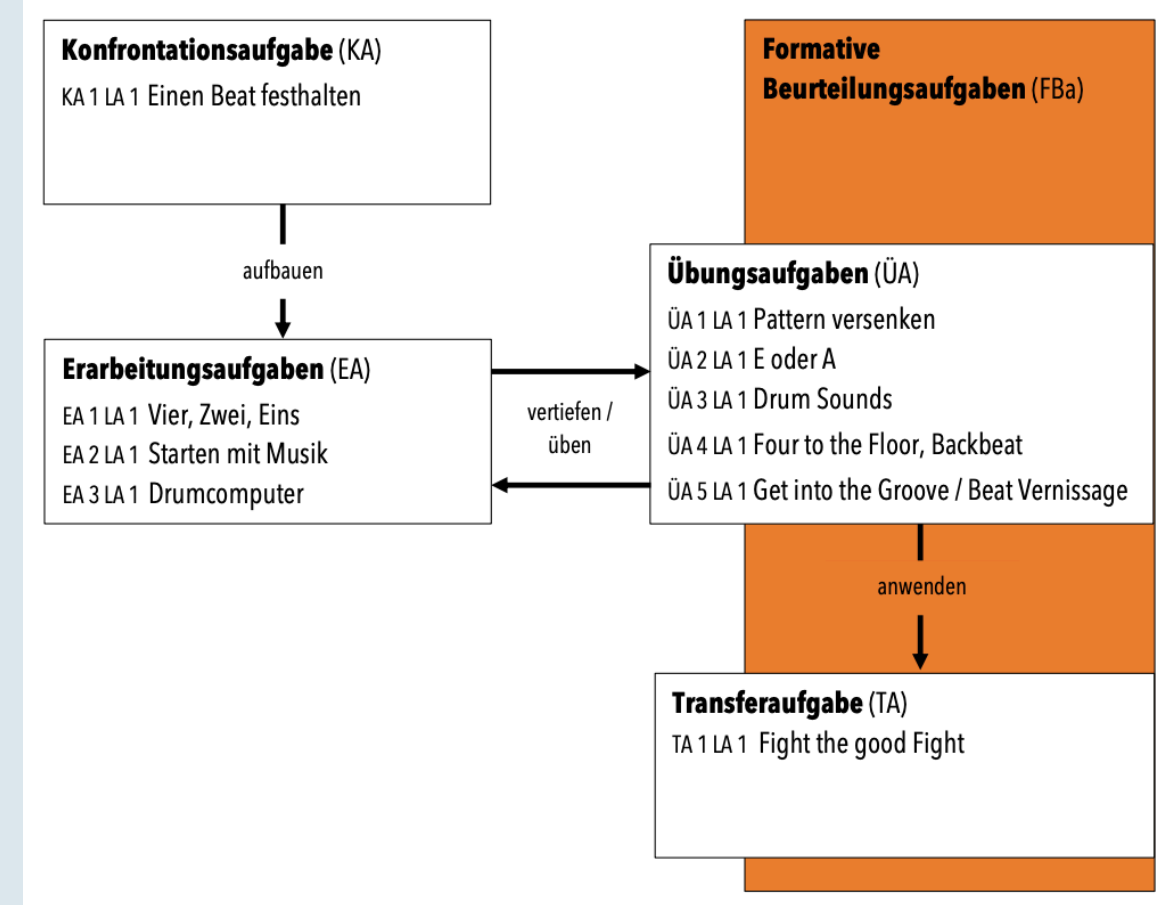 Konfrontationsaufgabe (KA)
KA 1 LA 1 Einen Beat festhalten
aufbauen
Erarbeitungsaufgaben (EA)
EA 1 LA 1 Vier, Zwei, Eins
EA 2 LA 1 Starten mit Musik
EA 3 LA 1 Drumcomputer
vertiefen /
üben
Formative
Beurteilungsaufgaben (FBa)
Übungsaufgaben (ÜA)
ÜA 1 LA 1 Pattern versenken
ÜA 2 LA 1 E oder A
ÜA 3 LA 1 Drum Sounds
ÜA 4 LA 1 Four to the Floor, Backbeat
ÜA 5 LA 1 Get into the Groove / Beat Vernissage
anwenden
Transferaufgabe (TA)
TA 1 LA 1 Fight the good Fight